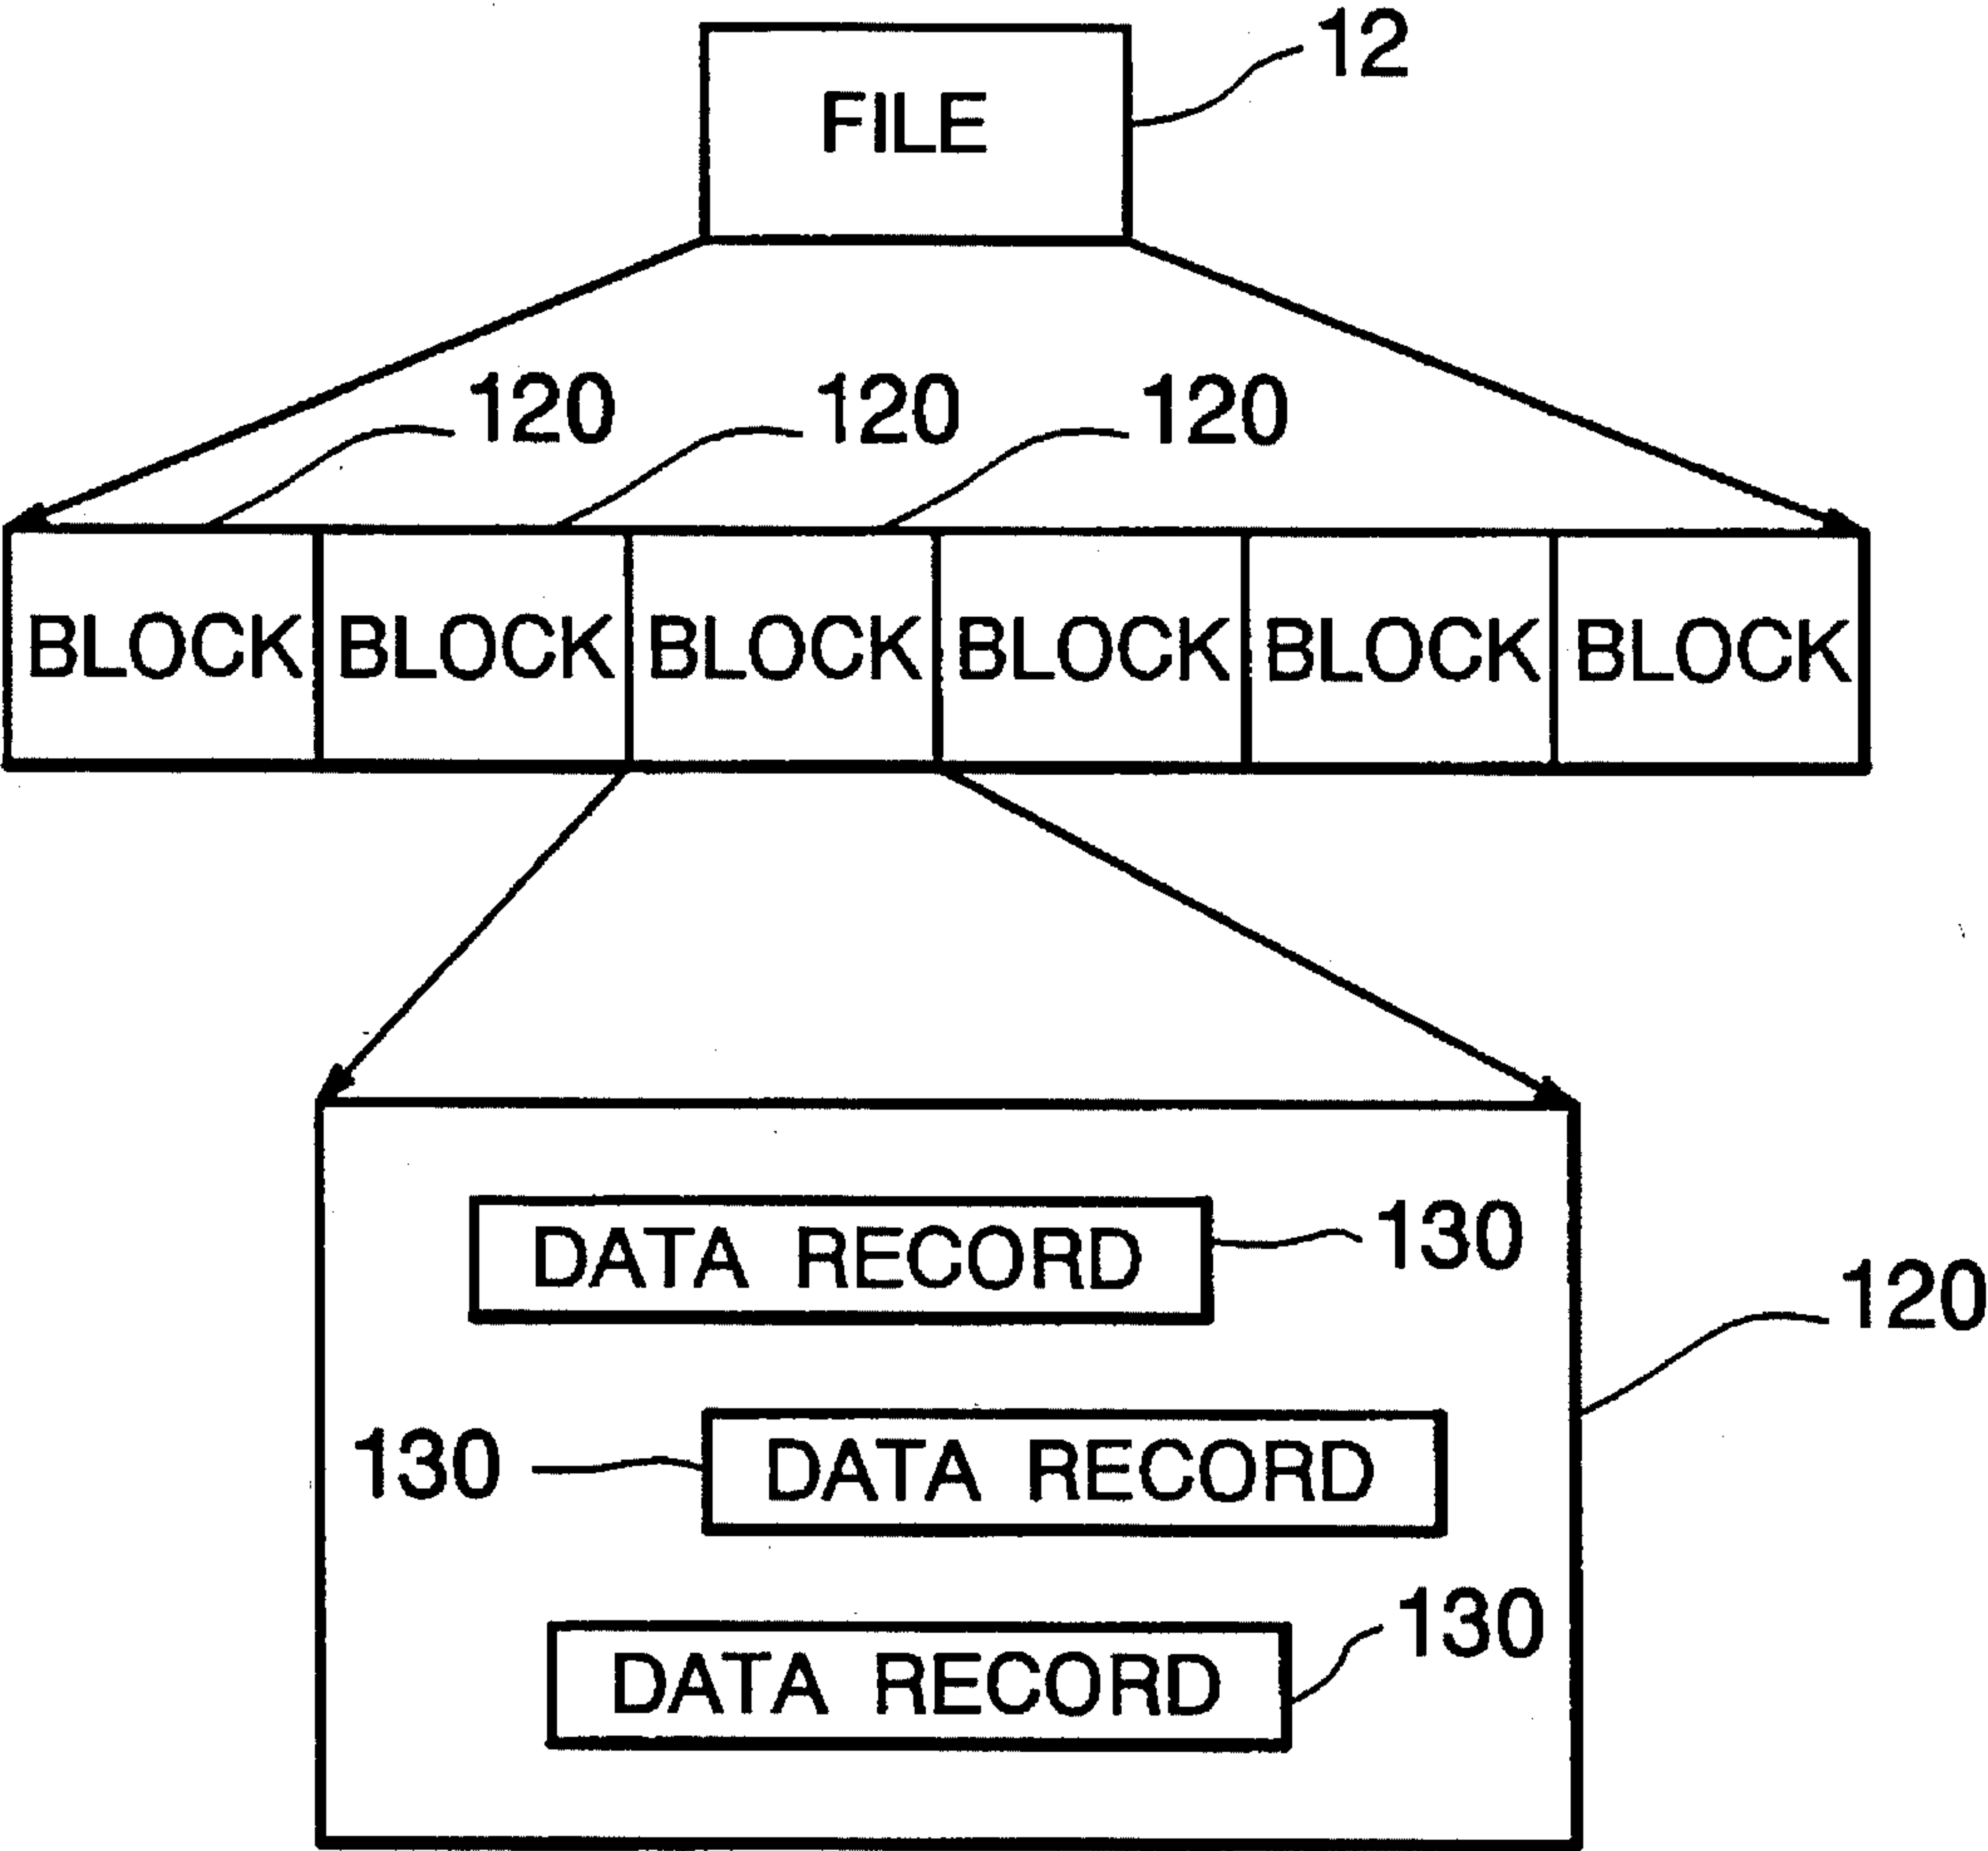 12
FILE
120 120 120
BLOCK BLOCK BLOCK BLOCK BLOCK BLOCK
DATA RECORD 130
120
130 DATA RECORD
130
DATA RECORD